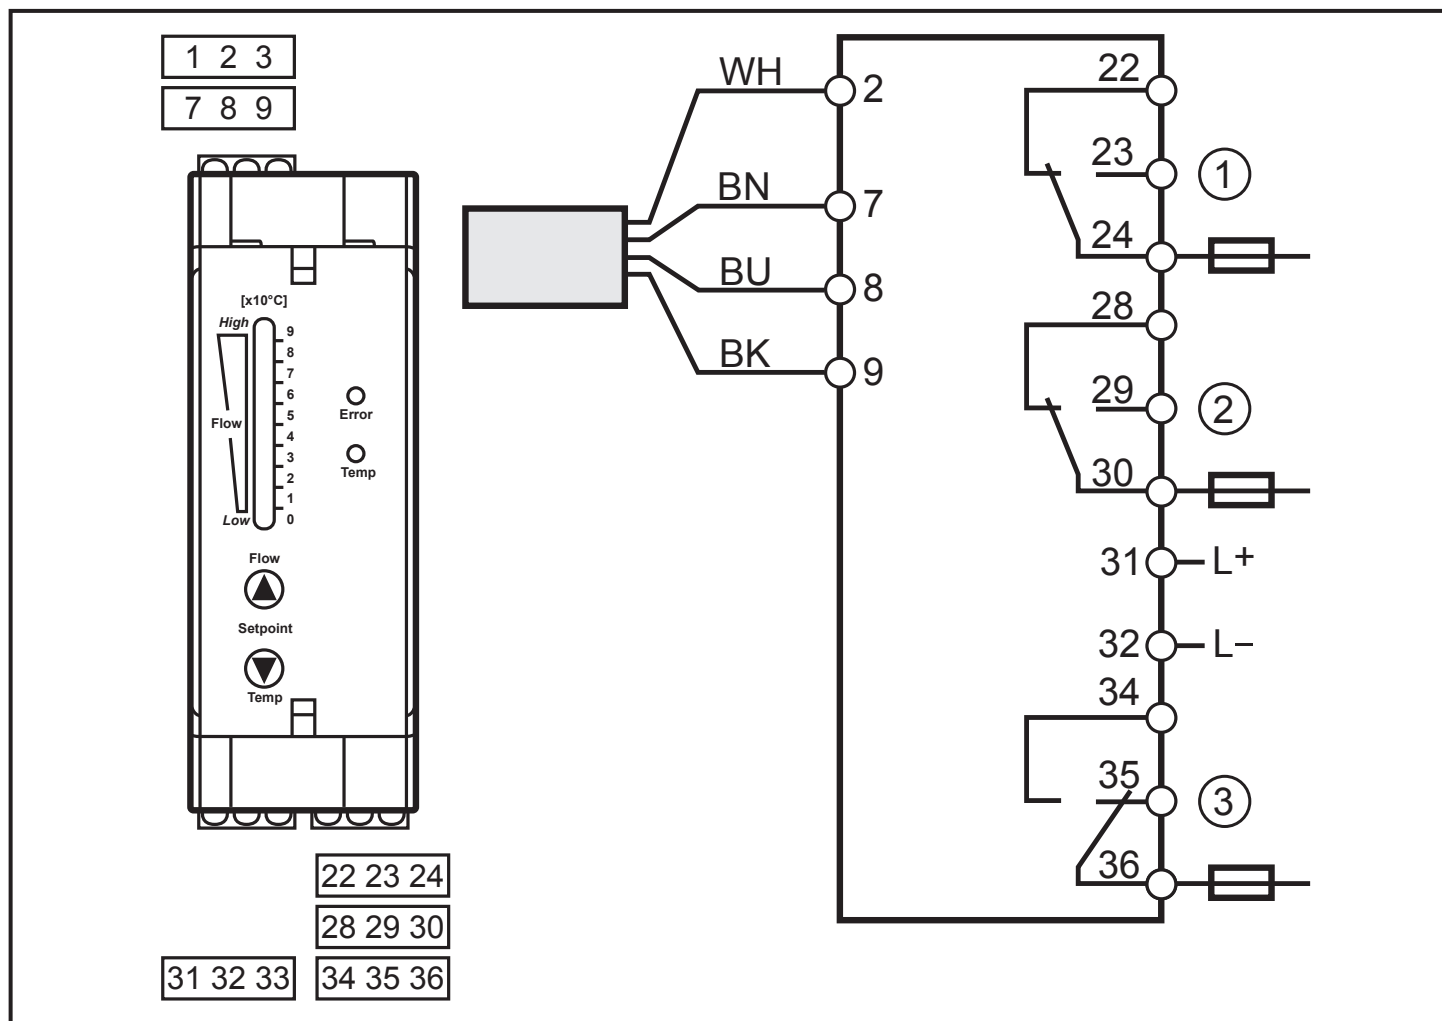 1 2 3
7 8 9
[x10°C]
High
9
8
7
6
5
4
3
2
1
0
Flow
Low
Error
Temp
Flow
Setpoint
Temp
22 23 24
28 29 30
31 32 33
34 35 36
WH
BN
BU
BK
2
7
8
9
22
23
1
24
28
29
2
30
31 L+
32 L−
34
35
3
36